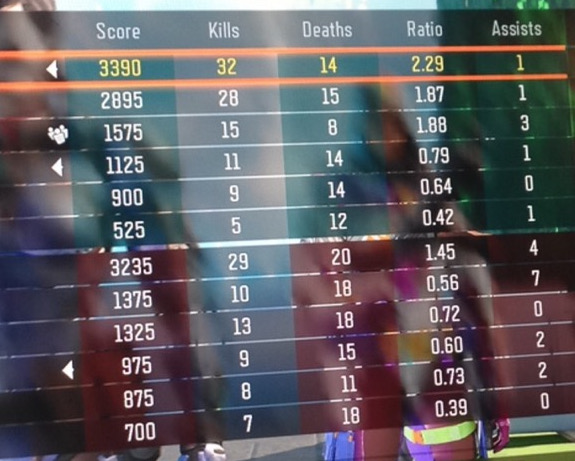 Score Kills Deaths Ratio Assists
3390 32 14 2.29 1
2895 28 15 1.87 1
1575 15 8 1.88 3
1125 11 14 0.79 1
900 9 14 0.64 0
525 5 12 0.42 1
3235 29 20 1.45 4
1375 10 18 0.56 7
1325 13 18 0.72 0
975 9 15 0.60 2
875 8 11 0.73 2
700 7 18 0.39 0